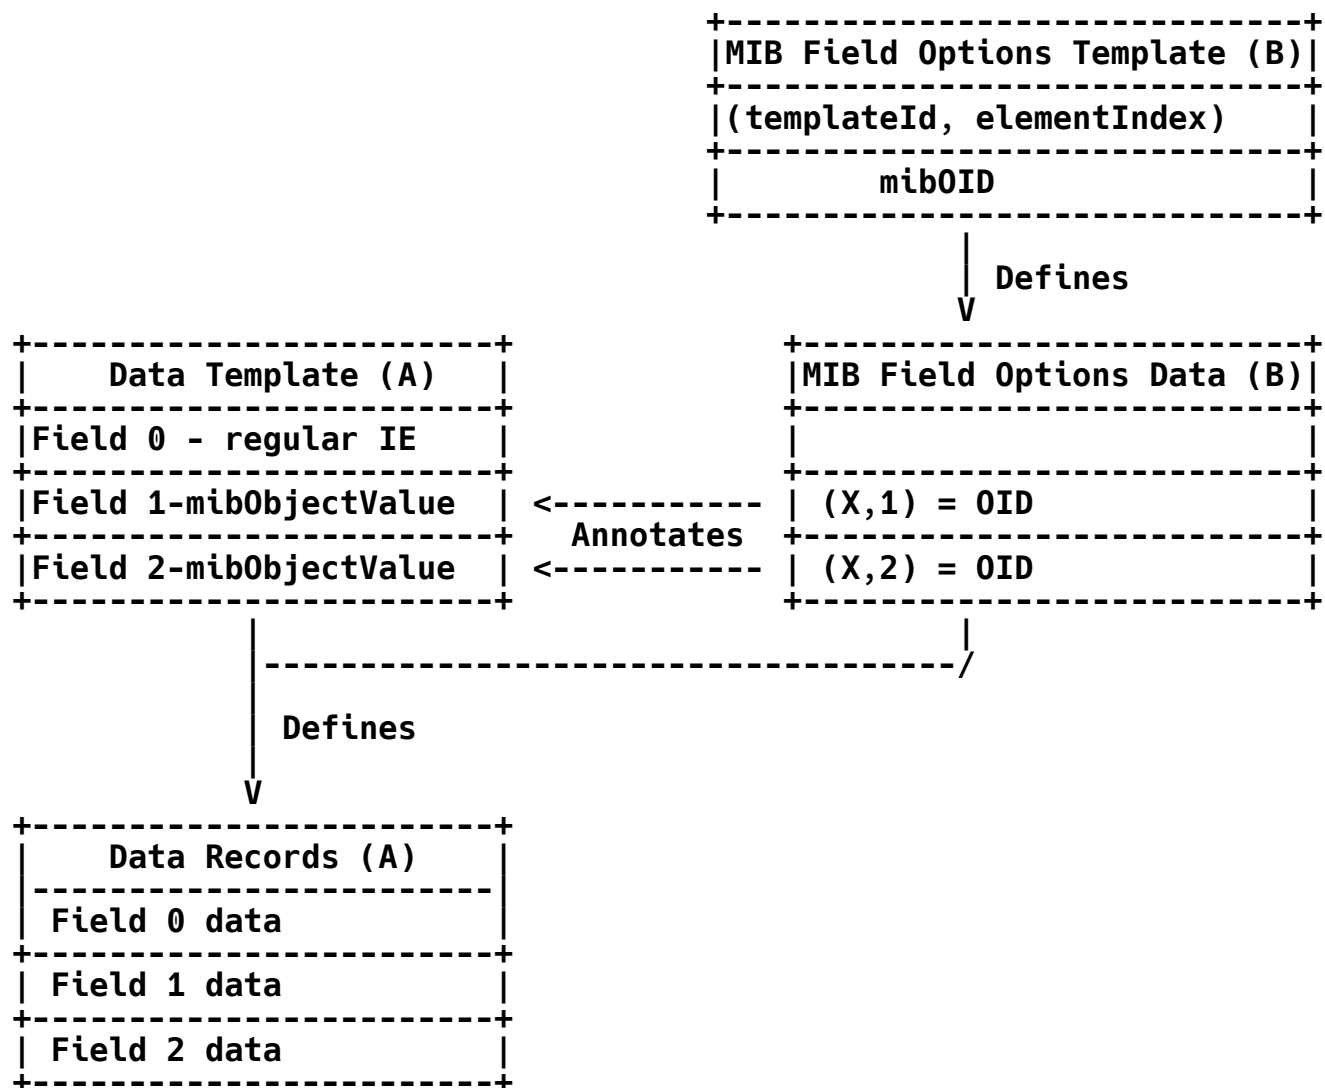 MIB Field Options Template (B)
(templateId, elementIndex)
mibOID
Defines
Data Template (A)
MIB Field Options Data (B)
Field 0 - regular IE
Field 1-mibObjectValue
(X,1) = OID
Annotates
Field 2-mibObjectValue
(X,2) = OID
Defines
Data Records (A)
Field 0 data
Field 1 data
Field 2 data